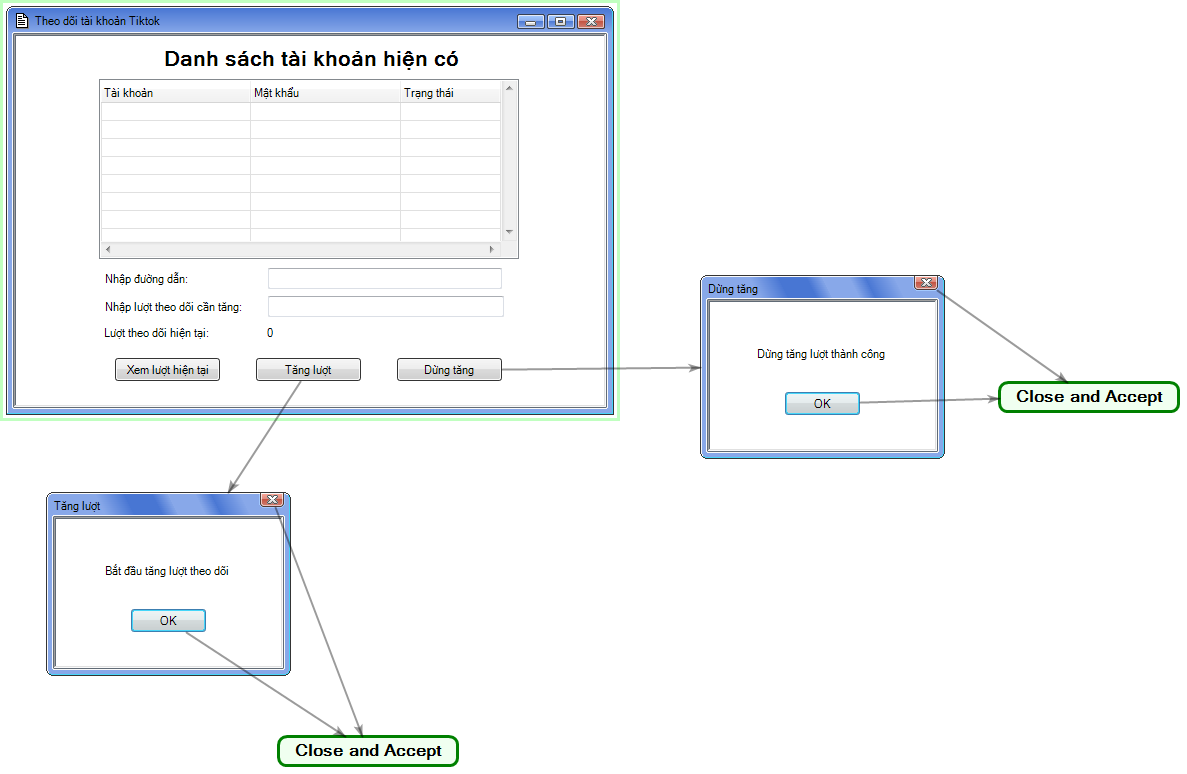 Theo dõi tài khoản Tiktok
Danh sách tài khoản hiện có
Tài khoản Mật khẩu Trạng thái
Nhập đường dẫn:
Nhập lượt theo dõi cần tăng:
Lượt theo dõi hiện tại: 0
Xem lượt hiện tại Tăng lượt Dừng tăng
Dừng tăng
Dừng tăng lượt thành công
OK
Close and Accept
Tăng lượt
Bắt đầu tăng lượt theo dõi
OK
Close and Accept